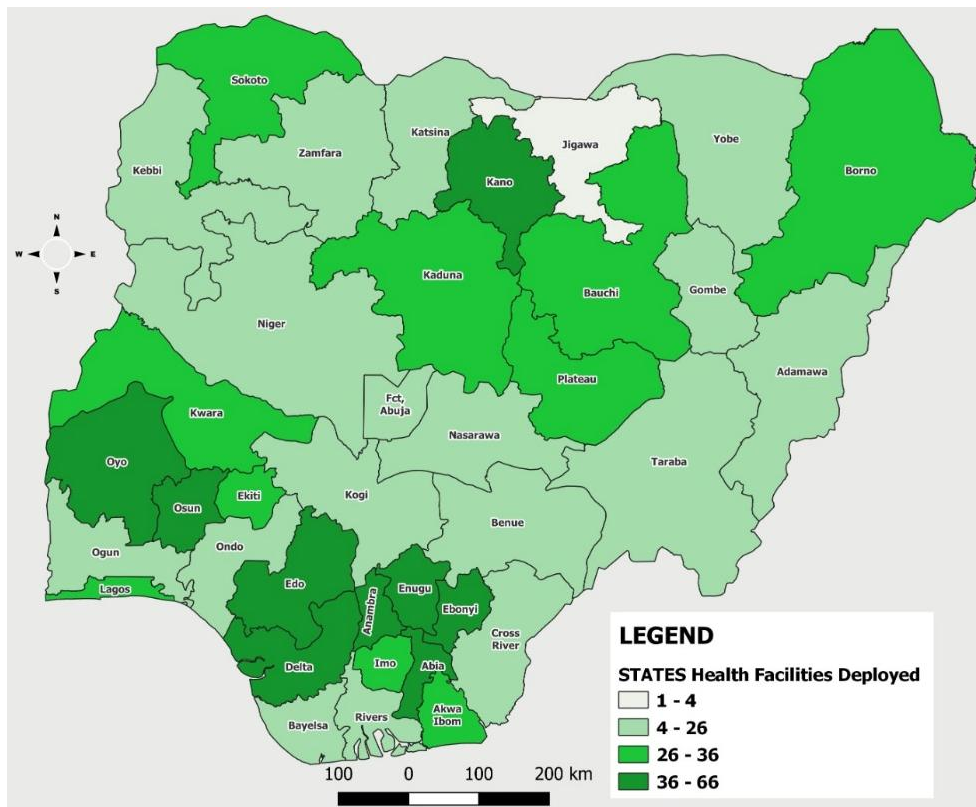 Sokoto
Katsina
Yobe
Zamfara
Jigawa
Kebbi
Borno
Kano
N
W E
S
Kaduna
Bauchi
Gombe
Niger
Adamawa
Plateau
Fct,
Abuja
Kwara
Nasarawa
Taraba
Oyo
Ekiti
Kogi
Osun
Benue
Ogun
Ondo
Edo
Enugu
Lagos
Anambra
Ebonyi
Cross
River
Delta
Imo
Abia
Akwa
Ibom
Rivers
Bayelsa
LEGEND
STATES Health Facilities Deployed
1 - 4
4 - 26
26 - 36
36 - 66
100 0 100 200 km